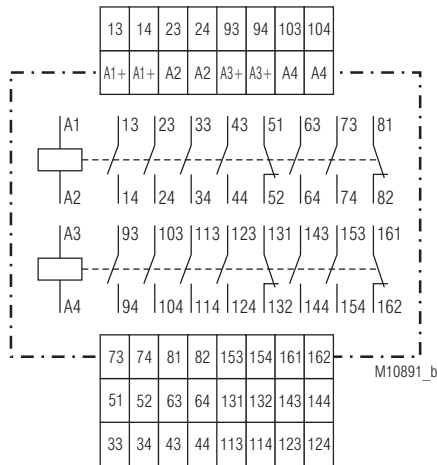 13 14 23 24 93 94 103 104
A1+ A1+ A2 A2 A3+ A3+ A4 A4
A1 13 23 33 43 51 63 73 81
A2 14 24 34 44 52 64 74 82
A3 93 103 113 123 131 143 153 161
A4 94 104 114 124 132 144 154 162
73 74 81 82 153 154 161 162
M10891_b
51 52 63 64 131 132 143 144
33 34 43 44 113 114 123 124